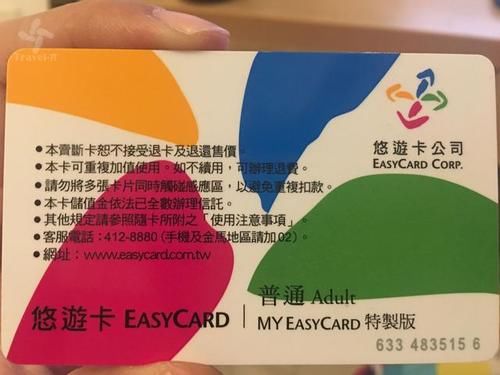 Travel-π
悠遊卡公司
EASYCARD CORP.
●本賣斷卡恕不接受退卡及退還售價。
●本卡可重複加值使用。如不續用,可辦理退費。
●請勿將多張卡片同時觸碰感應區,以避免重複扣款。
●本卡儲值金依法已全數辦理信託。
●其他規定請參照隨卡所附之「使用注意事項」。
●客服電話:412-8880 (手機及金馬地區請加02)。
●網址:www.easycard.com.tw
悠遊卡 EASYCARD
普通 Adult
MY EASYCARD 特製版
633 483515 6